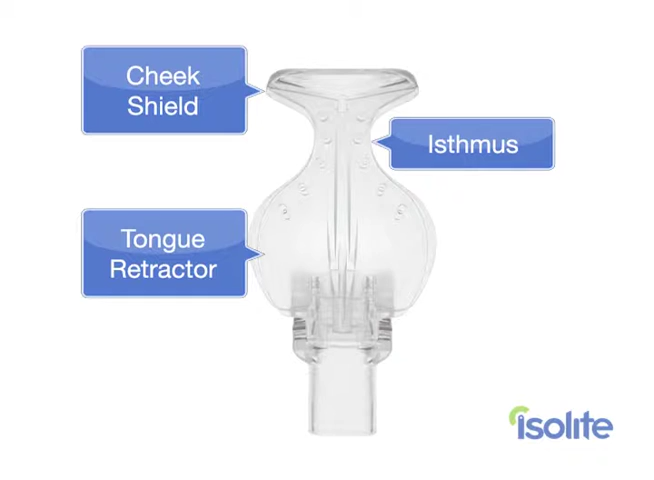 Cheek
Shield
Isthmus
Tongue
Retractor
isolite